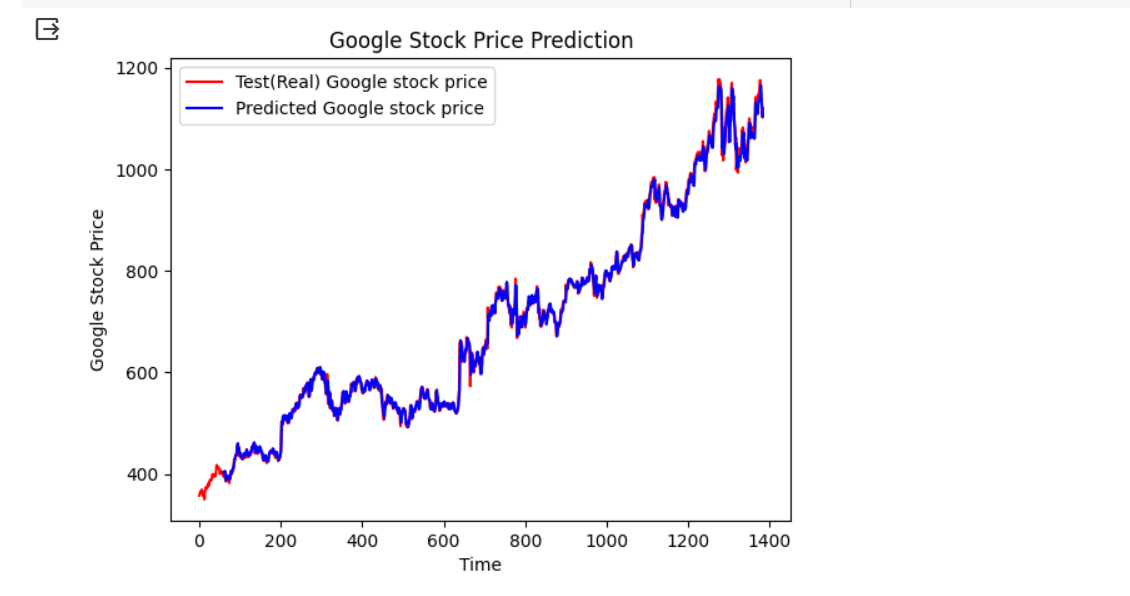 Google Stock Price Prediction
Test(Real) Google stock price
Predicted Google stock price
1200
1000
800
600
400
Google Stock Price
0 200 400 600 800 1000 1200 1400
Time